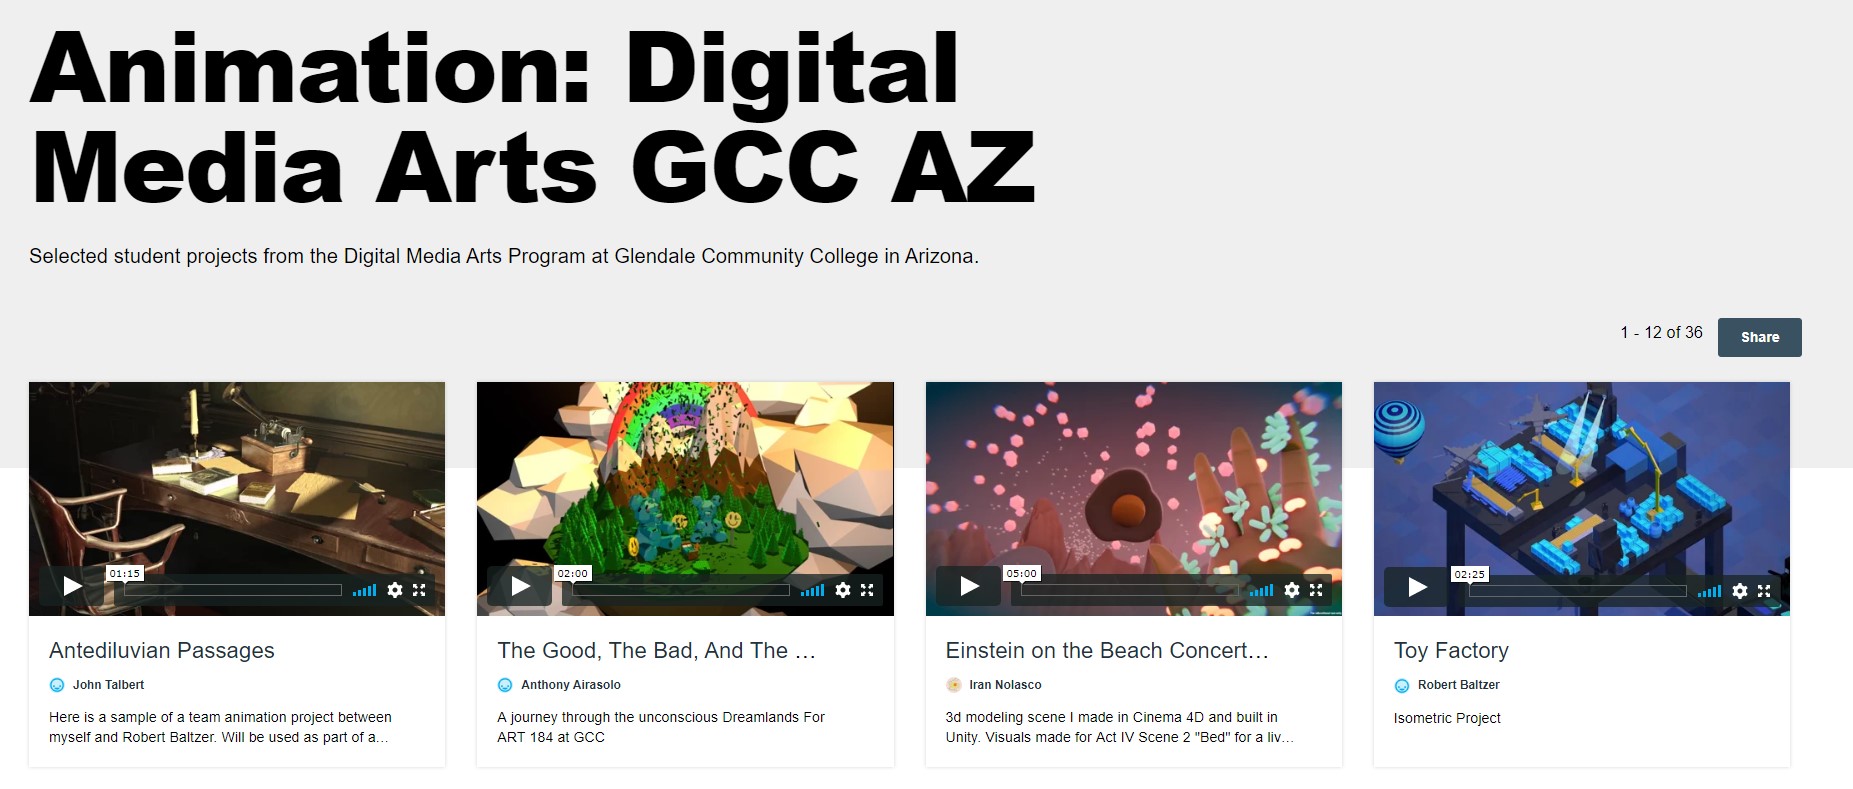 Animation: Digital
Media Arts GCC AZ
Selected student projects from the Digital Media Arts Program at Glendale Community College in Arizona.
1 - 12 of 36
Share
01:15
02:00
05:00
02:25
Antediluvian Passages
John Talbert
Here is a sample of a team animation project between
myself and Robert Baltzer. Will be used as part of a…
The Good, The Bad, And The …
Anthony Airasolo
A journey through the unconscious Dreamlands For
ART 184 at GCC
Einstein on the Beach Concert…
Iran Nolasco
3d modeling scene I made in Cinema 4D and built in
Unity. Visuals made for Act IV Scene 2 "Bed" for a liv…
Toy Factory
Robert Baltzer
Isometric Project